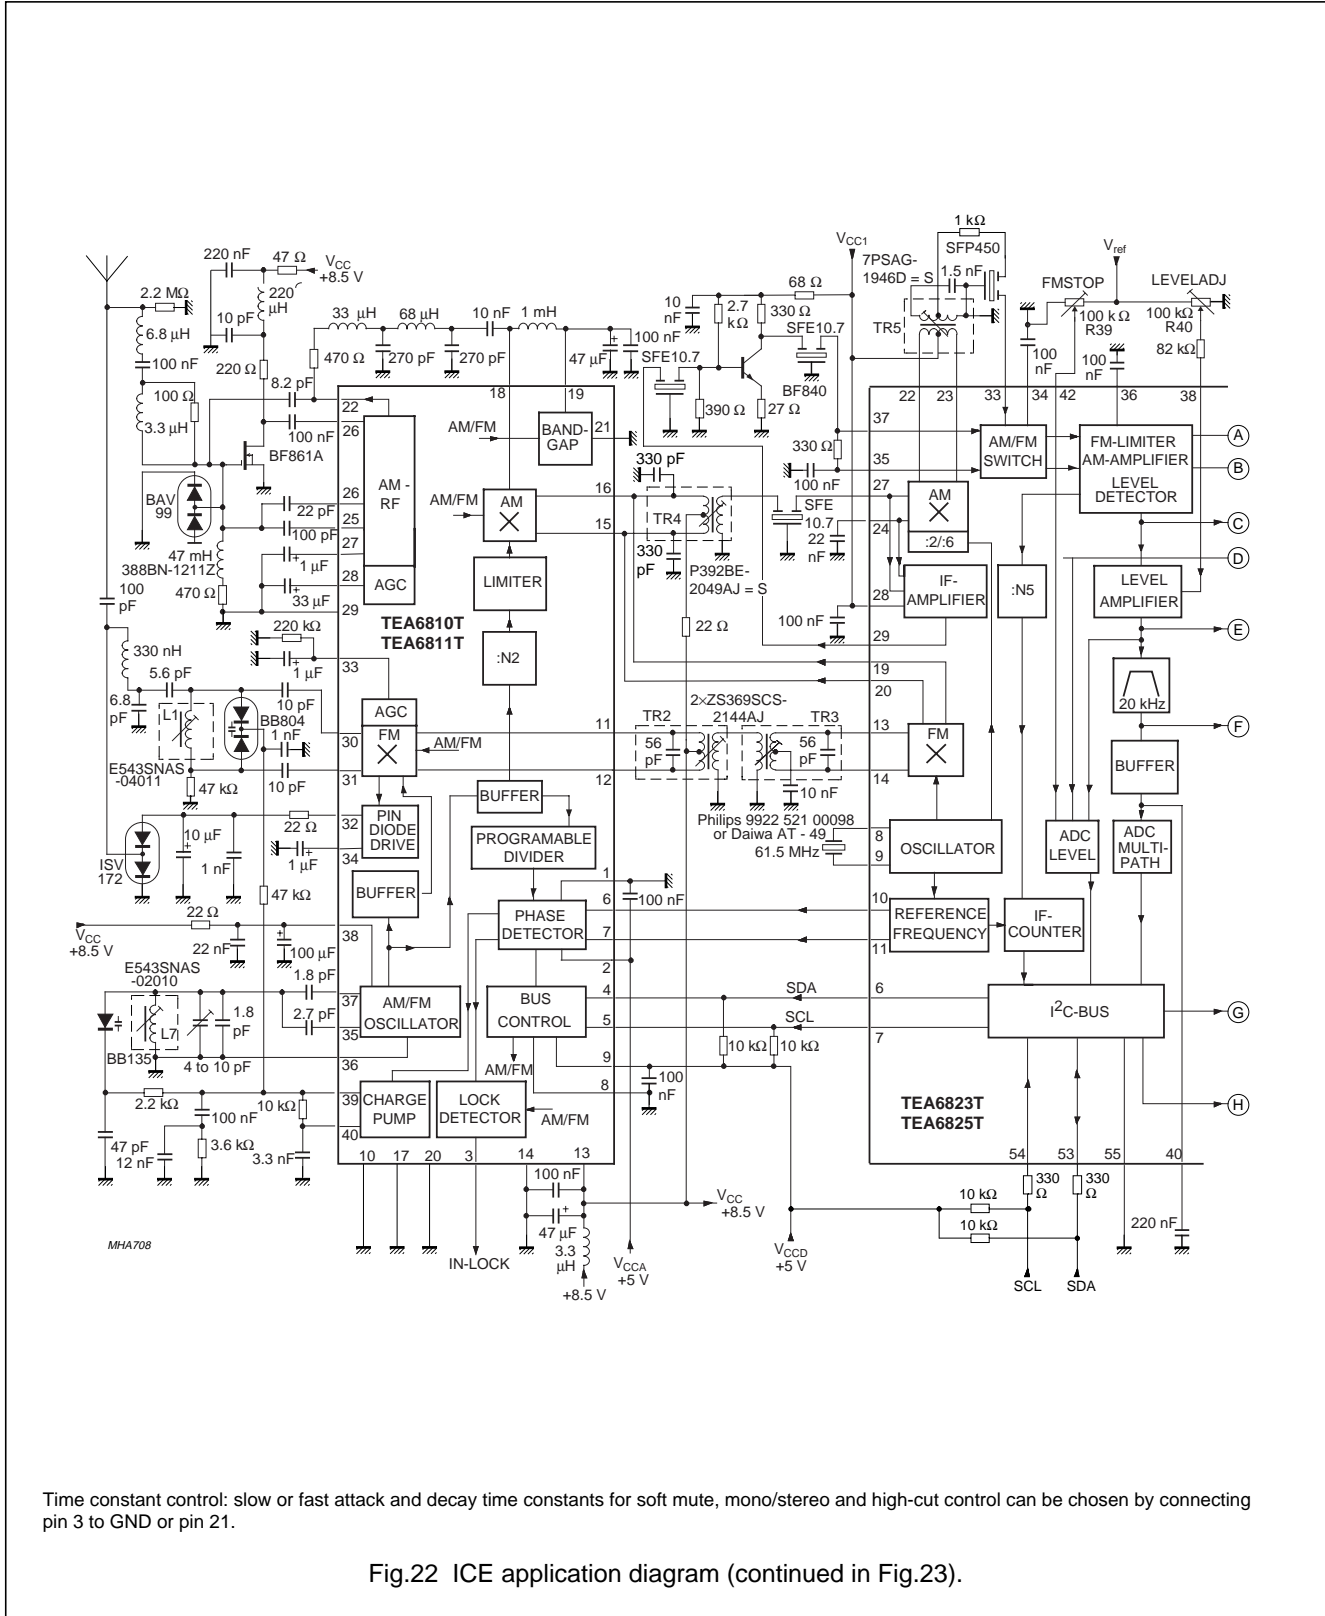 1 kΩ
SFP450
VCC1
Vref
220 nF
47 Ω
VCC
+8.5 V
7PSAG-
1946D = S
1.5 nF
FMSTOP
LEVELADJ
2.2 MΩ
220
µH
68 Ω
10
nF
2.7
kΩ
330 Ω
100 kΩ
R39
100 kΩ
R40
10 pF
6.8 µH
33 µH
68 µH
10 nF
1 mH
TR5
SFE10.7
82 kΩ
100 nF
220 Ω
470 Ω
270 pF
270 pF
47 µF
100 nF
SFE10.7
BF840
100
nF
100
nF
100 Ω
8.2 pF
3.3 µH
22
18
19
390 Ω
27 Ω
22
23
33
34
42
36
38
100 nF
26
BF861A
AM/FM
BAND-
GAP
21
330 Ω
37
AM/FM
SWITCH
FM-LIMITER
AM-AMPLIFIER
LEVEL
DETECTOR
A
B
AM -
RF
330 pF
100 nF
35
BAV
99
26
22 pF
25
100 pF
AM/FM
AM
16
15
TR4
SFE
10.7
27
24
AM
:2/:6
C
27
1 µF
47 mH
388BN-1211Z
22
nF
330
pF
P392BE-
2049AJ = S
D
28
33 µF
AGC
LIMITER
IF-
AMPLIFIER
:N5
LEVEL
AMPLIFIER
100
pF
470 Ω
29
TEA6810T
TEA6811T
28
100 nF
29
22 Ω
E
220 kΩ
330 nH
1 µF
33
:N2
19
20
20 kHz
5.6 pF
6.8
pF
L1
10 pF
BB804
1 nF
AGC
FM
30
AM/FM
11
TR2
2×ZS369SCS-
2144AJ
TR3
56
pF
56
pF
13
FM
F
E543SNAS
-04011
10 pF
31
12
14
BUFFER
47 kΩ
BUFFER
10 nF
22 Ω
32
PIN
DIODE
DRIVE
PROGRAMABLE
DIVIDER
Philips 9922 521 00098
or Daiwa AT - 49
61.5 MHz
8
9
OSCILLATOR
ADC
LEVEL
ADC
MULTI-
PATH
10 µF
1 nF
1 µF
34
ISV
172
BUFFER
1
100 nF
47 kΩ
22 Ω
6
PHASE
DETECTOR
7
10
REFERENCE
FREQUENCY
11
IF-
COUNTER
VCC
+8.5 V
22 nF
100 µF
38
2
E543SNAS
-02010
1.8 pF
37
AM/FM
OSCILLATOR
BUS
CONTROL
4
SDA
6
I2C-BUS
G
L7
1.8
pF
2.7 pF
35
5
SCL
7
BB135
4 to 10 pF
36
AM/FM
9
10 kΩ
10 kΩ
2.2 kΩ
100 nF
10 kΩ
39
CHARGE
PUMP
LOCK
DETECTOR
AM/FM
8
100
nF
TEA6823T
TEA6825T
H
47 pF
12 nF
3.6 kΩ
3.3 nF
40
10
17
20
3
14
13
54
53
55
40
100 nF
330
Ω
330
Ω
VCC
+8.5 V
10 kΩ
10 kΩ
47 µF
3.3
µH
220 nF
MHA708
IN-LOCK
VCCA
+5 V
VCCD
+5 V
+8.5 V
SCL
SDA
Time constant control: slow or fast attack and decay time constants for soft mute, mono/stereo and high-cut control can be chosen by connecting
pin 3 to GND or pin 21.
Fig.22 ICE application diagram (continued in Fig.23).